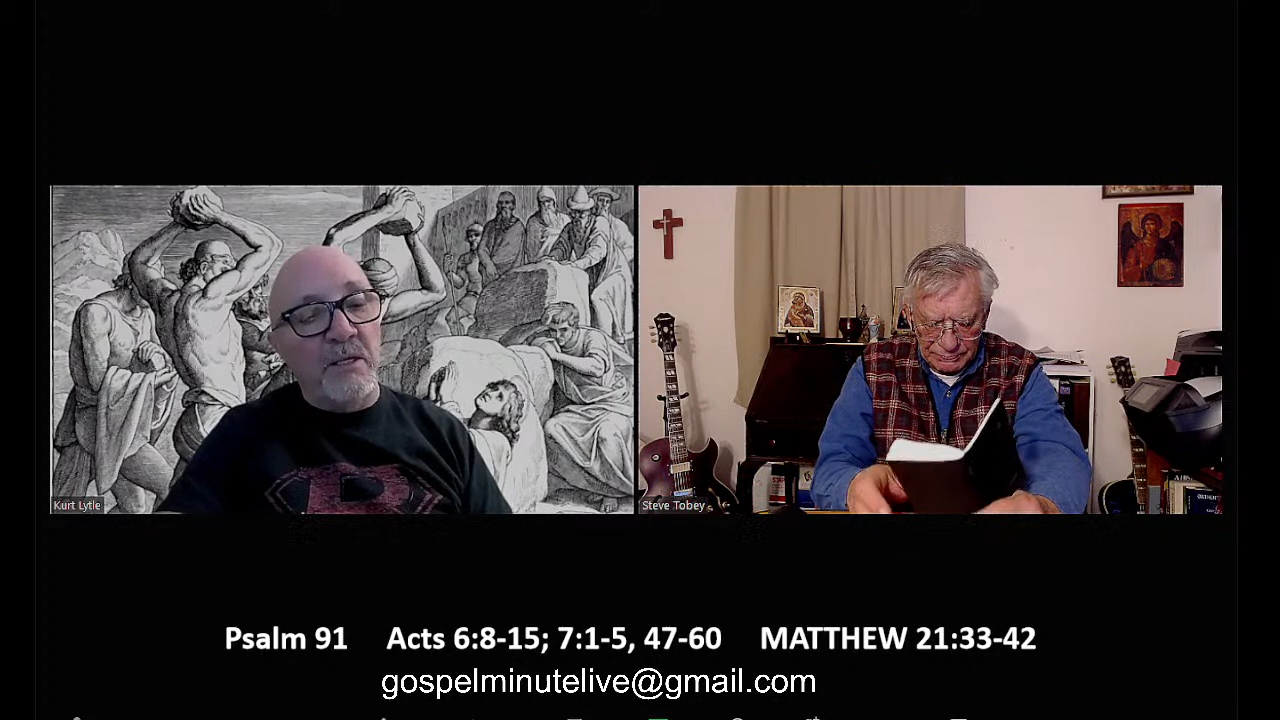 Kurt Lytle
Steve Tobey
Psalm 91 Acts 6:8-15; 7:1-5, 47-60 MATTHEW 21:33-42
gospelminutelive@gmail.com